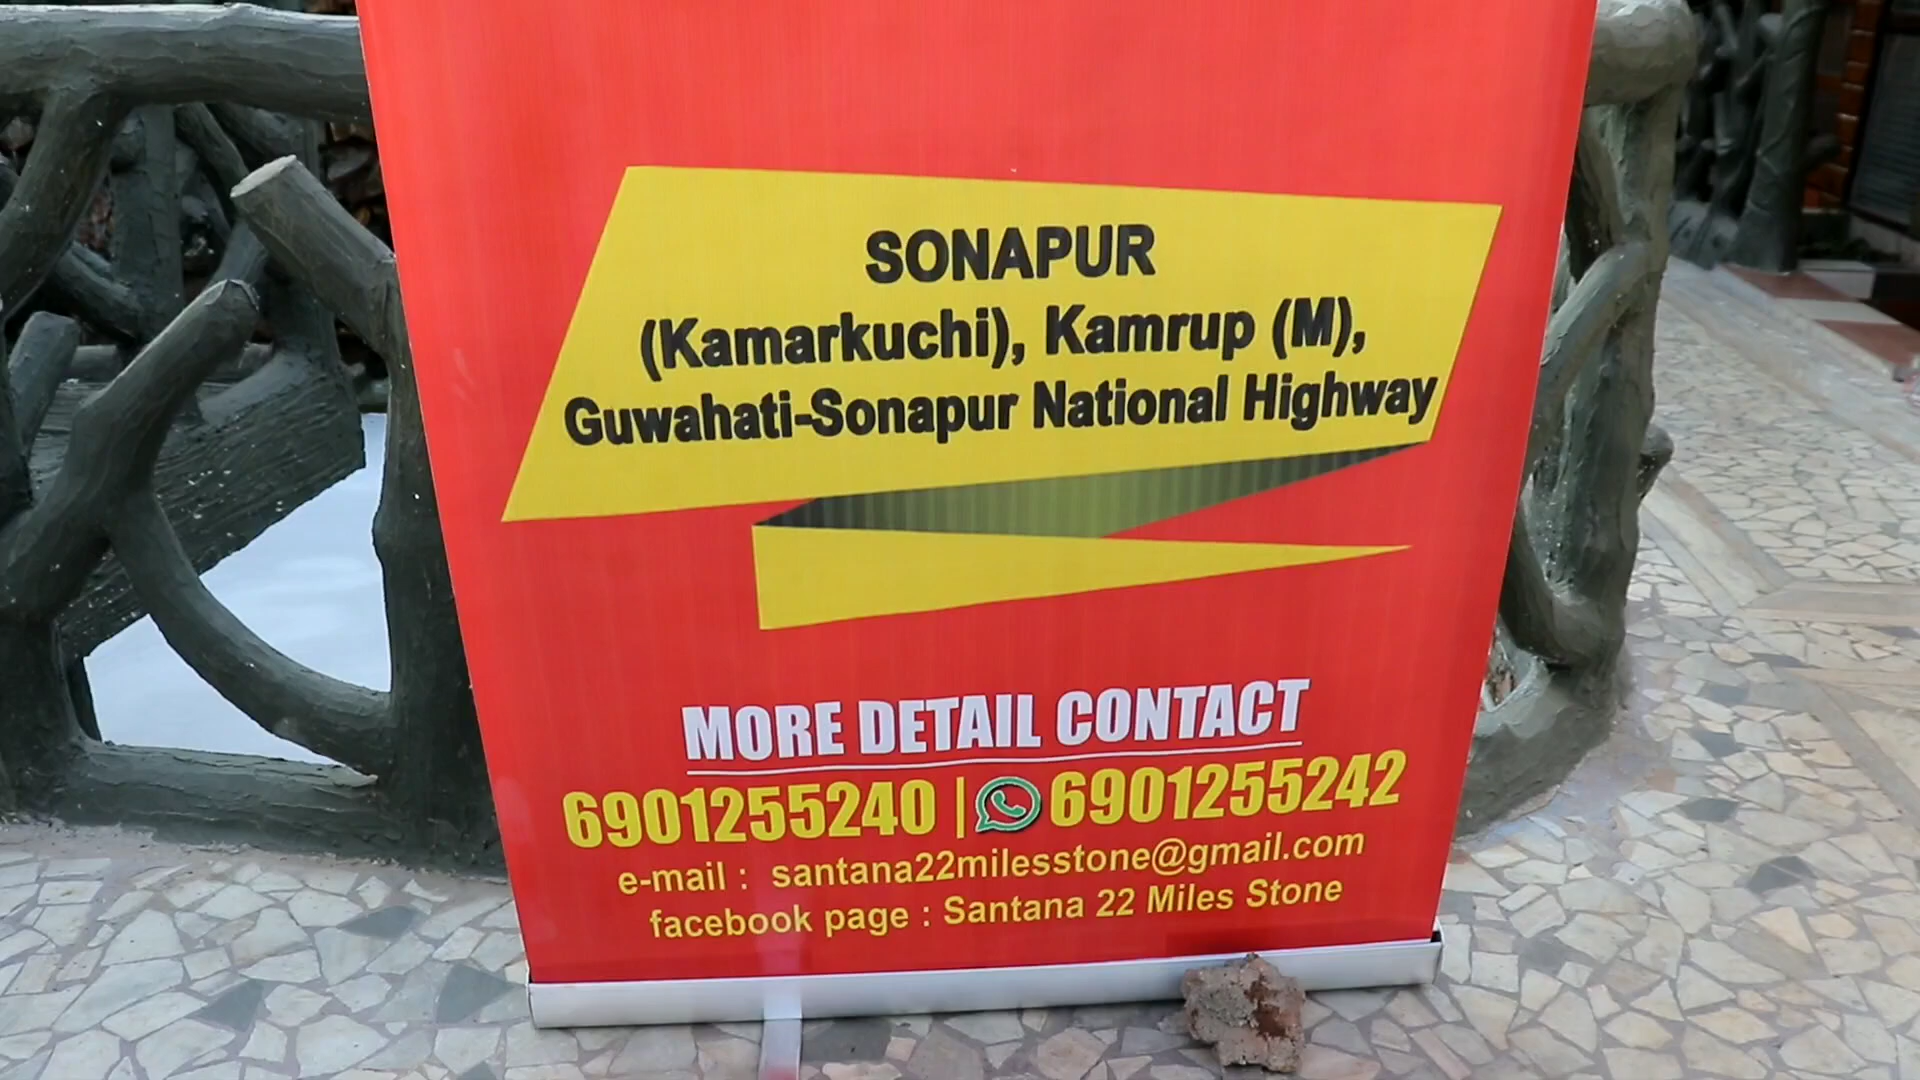 SONAPUR
(Kamarkuchi), Kamrup (M),
Guwahati-Sonapur National Highway
MORE DETAIL CONTACT
6901255240 | 6901255242
e-mail : santana22milesstone@gmail.com
facebook page : Santana 22 Miles Stone